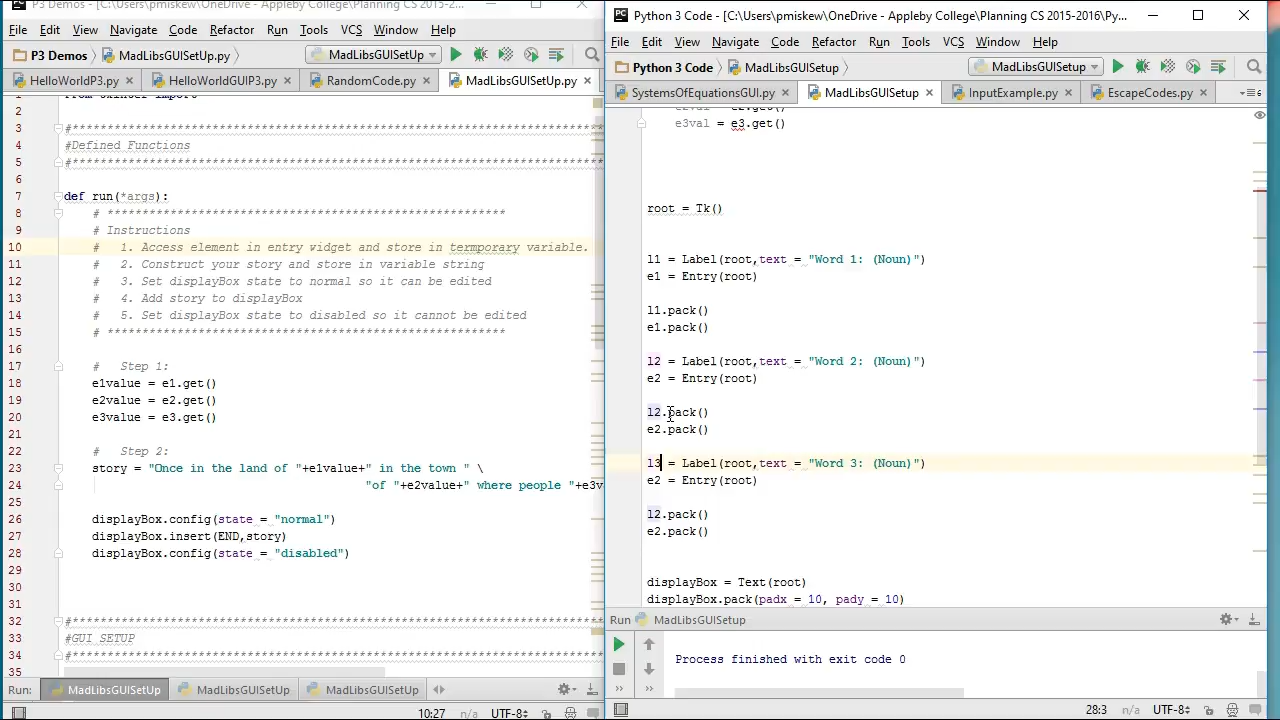 P3 Demos - [C:\Users\pmiskew\OneDrive - Appleby College\Planning CS 2015-2...
File Edit View Navigate Code Refactor Run Tools VCS Window Help
P3 Demos MadLibsGUISetUp.py MadLibsGUISetUp
HelloWorldP3.py HelloWorldGUIP3.py RandomCode.py MadLibsGUISetUp.py
1
2
3 #***************************************************************************
4 #Defined Functions
5 #***************************************************************************
6
7 def run(*args):
8 # *********************************************************
9 # Instructions
10 # 1. Access element in entry widget and store in termporary variable.
11 # 2. Construct your story and store in variable string
12 # 3. Set displayBox state to normal so it can be edited
13 # 4. Add story to displayBox
14 # 5. Set displayBox state to disabled so it cannot be edited
15 # *********************************************************
16
17 # Step 1:
18 e1value = e1.get()
19 e2value = e2.get()
20 e3value = e3.get()
21
22 # Step 2:
23 story = "Once in the land of "+e1value+" in the town " \
24 "of "+e2value+" where people "+e3v
25
26 displayBox.config(state = "normal")
27 displayBox.insert(END,story)
28 displayBox.config(state = "disabled")
29
30
31
32 #***************************************************************************
33 #GUI SETUP
34 #***************************************************************************
35
Run: MadLibsGUISetUp MadLibsGUISetUp MadLibsGUISetUp
10:27 n/a UTF-8
Python 3 Code - [C:\Users\pmiskew\OneDrive - Appleby College\Planning CS 2015-2016\Py...
File Edit View Navigate Code Refactor Run Tools VCS Window Help
Python 3 Code MadLibsGUISetup MadLibsGUISetup
SystemsOfEquationsGUI.py MadLibsGUISetup InputExample.py EscapeCodes.py
e2val = e2.get()
e3val = e3.get()
root = Tk()
l1 = Label(root,text = "Word 1: (Noun)")
e1 = Entry(root)
l1.pack()
e1.pack()
l2 = Label(root,text = "Word 2: (Noun)")
e2 = Entry(root)
l2.pack()
e2.pack()
l3 = Label(root,text = "Word 3: (Noun)")
e2 = Entry(root)
l2.pack()
e2.pack()
displayBox = Text(root)
displayBox.pack(padx = 10, pady = 10)
Run MadLibsGUISetup
Process finished with exit code 0
28:3 n/a UTF-8